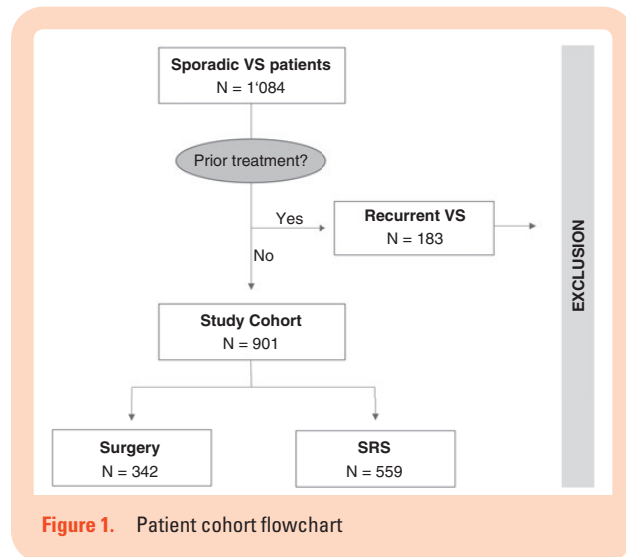 Sporadic VS patients
N = 1'084
Prior treatment?
Yes
Recurrent VS
N = 183
No
EXCLUSION
Study Cohort
N = 901
Surgery
N = 342
SRS
N = 559
Figure 1. Patient cohort flowchart